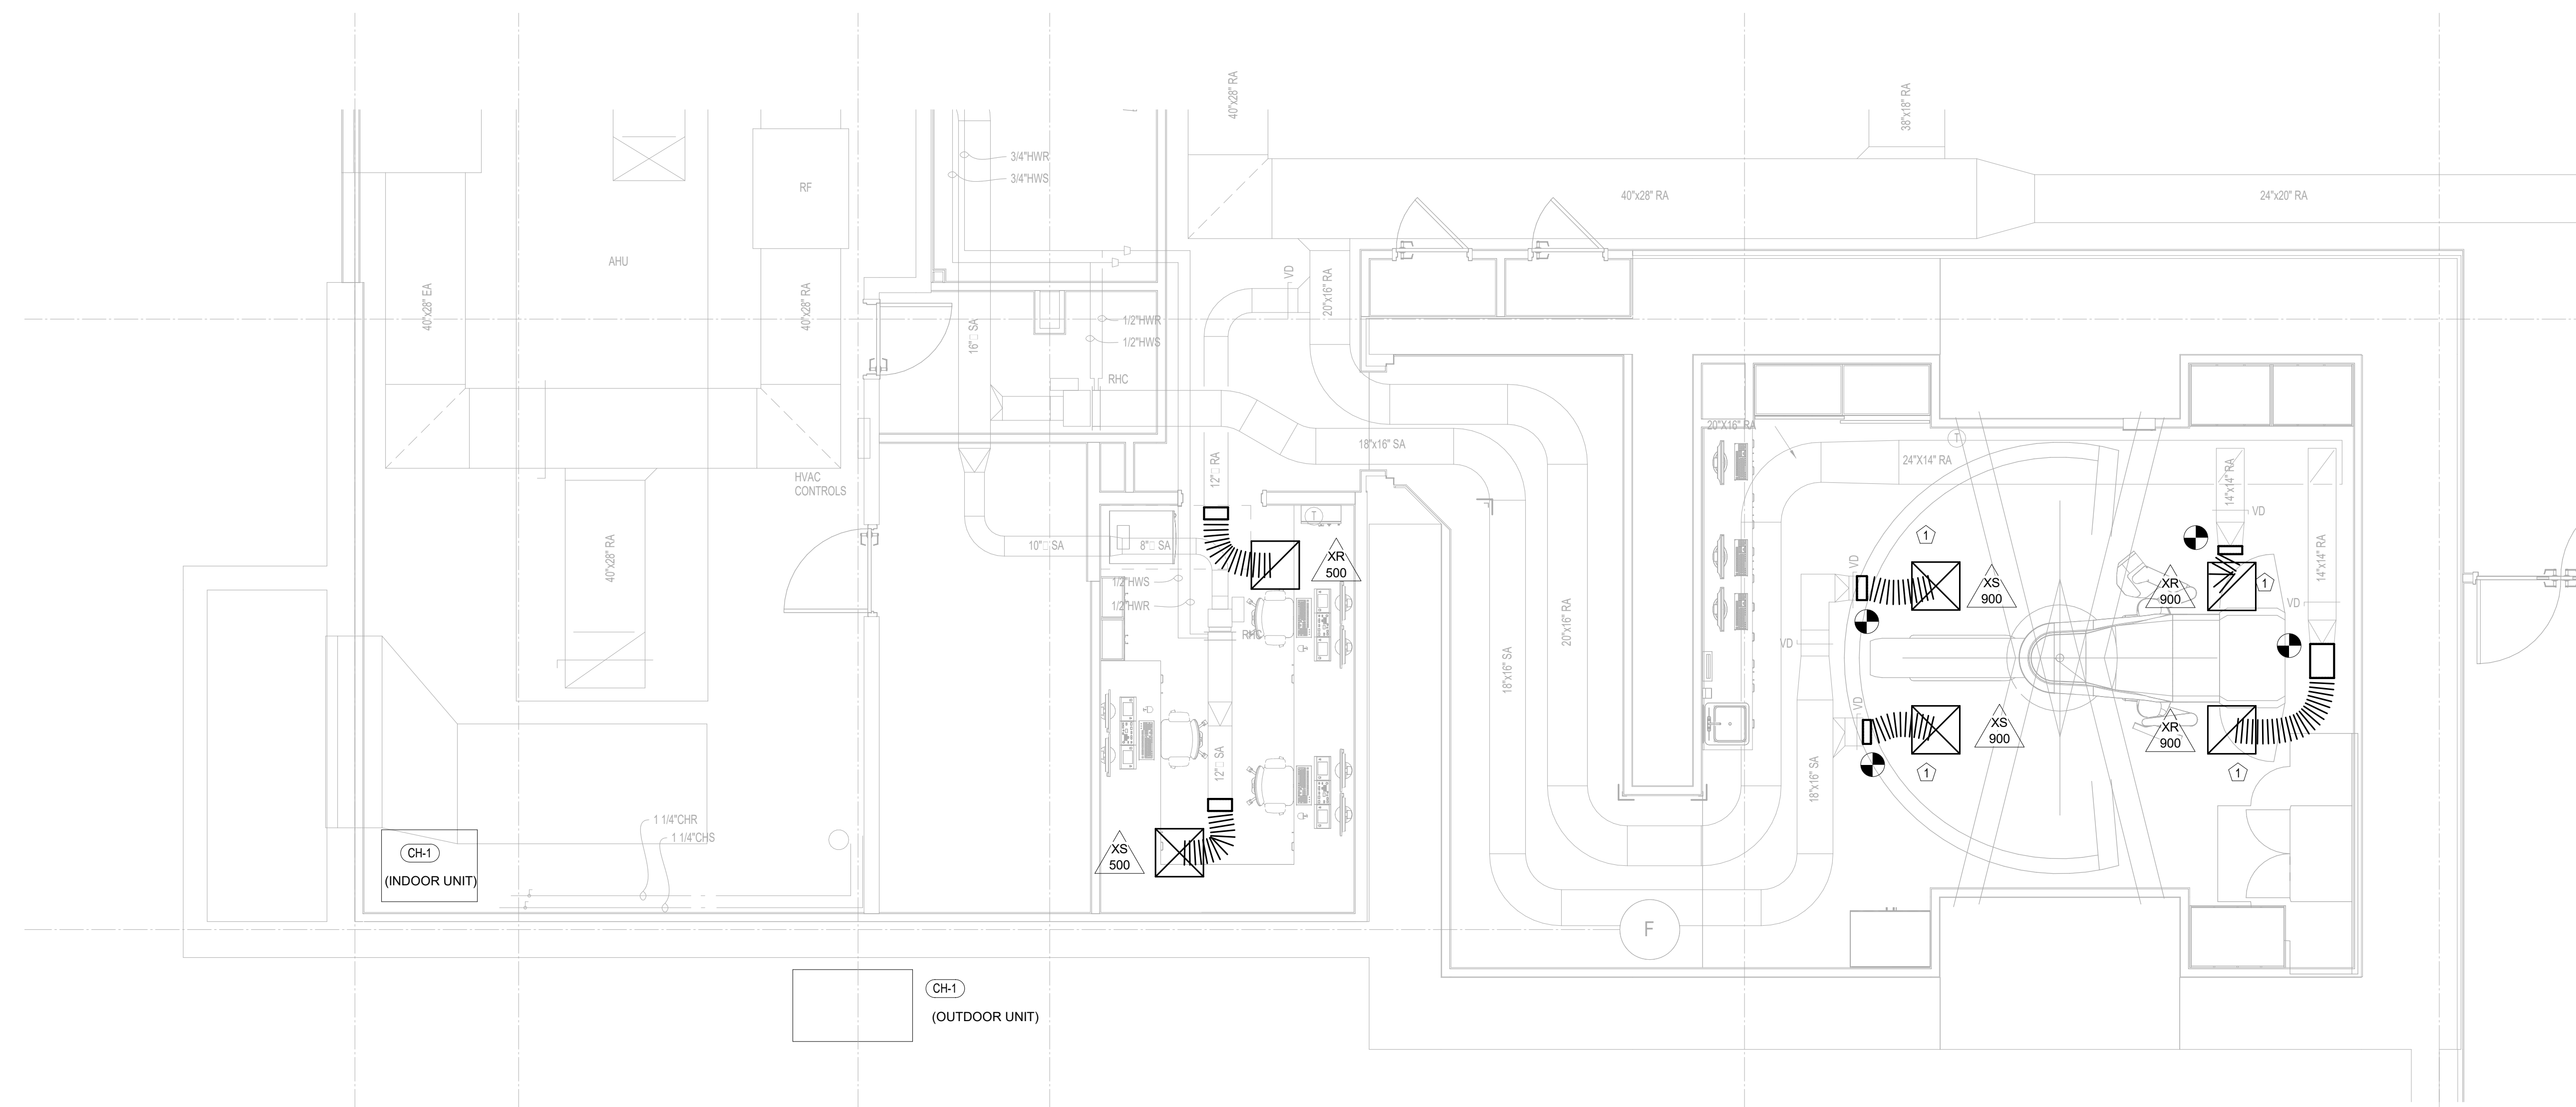 40"x28" RA
38"x18" RA
3/4"HWR
3/4"HWS
RF
40"x28" RA
24"x20" RA
AHU
VD
20"x16" RA
40"x28" EA
40"x28" RA
16"□ SA
1/2"HWR
1/2"HWS
RHC
20"X16" RA
18"x16" SA
T
24"X14" RA
12"□ RA
HVAC
CONTROLS
14"x14" RA
VD
T
1
10"□ SA
8"□ SA
XR
500
40"x28" RA
14"x14" RA
VD
1/2"HWS
1/2"HWR
XS
900
XR
900
1
VD
20"x16" RA
RHC
VD
18"x16" SA
VD
XS
900
XR
900
12"□ SA
18"x16" SA
1
1
1 1/4"CHR
1 1/4"CHS
XS
500
CH-1
(INDOOR UNIT)
F
CH-1
(OUTDOOR UNIT)